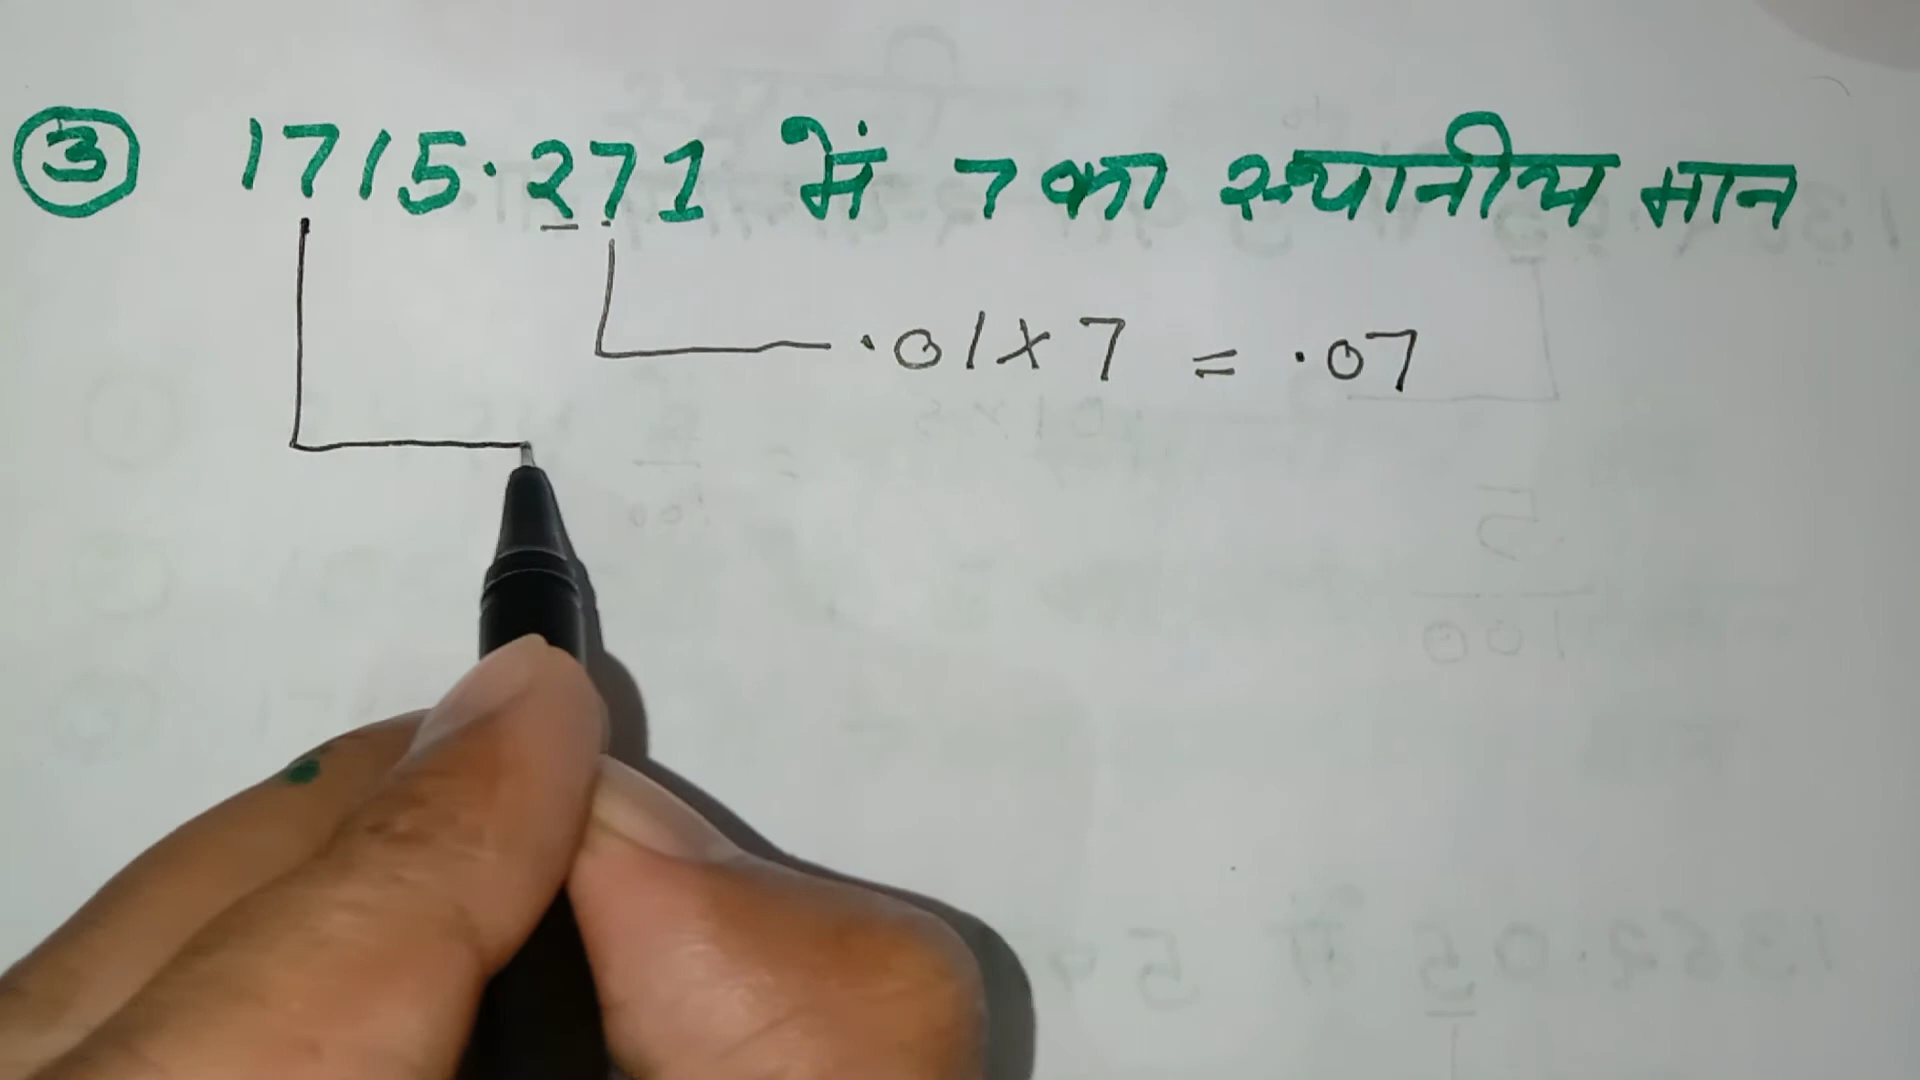 ③ 1715.271 में 7 का स्थानीय मान
.01 x 7 = .07